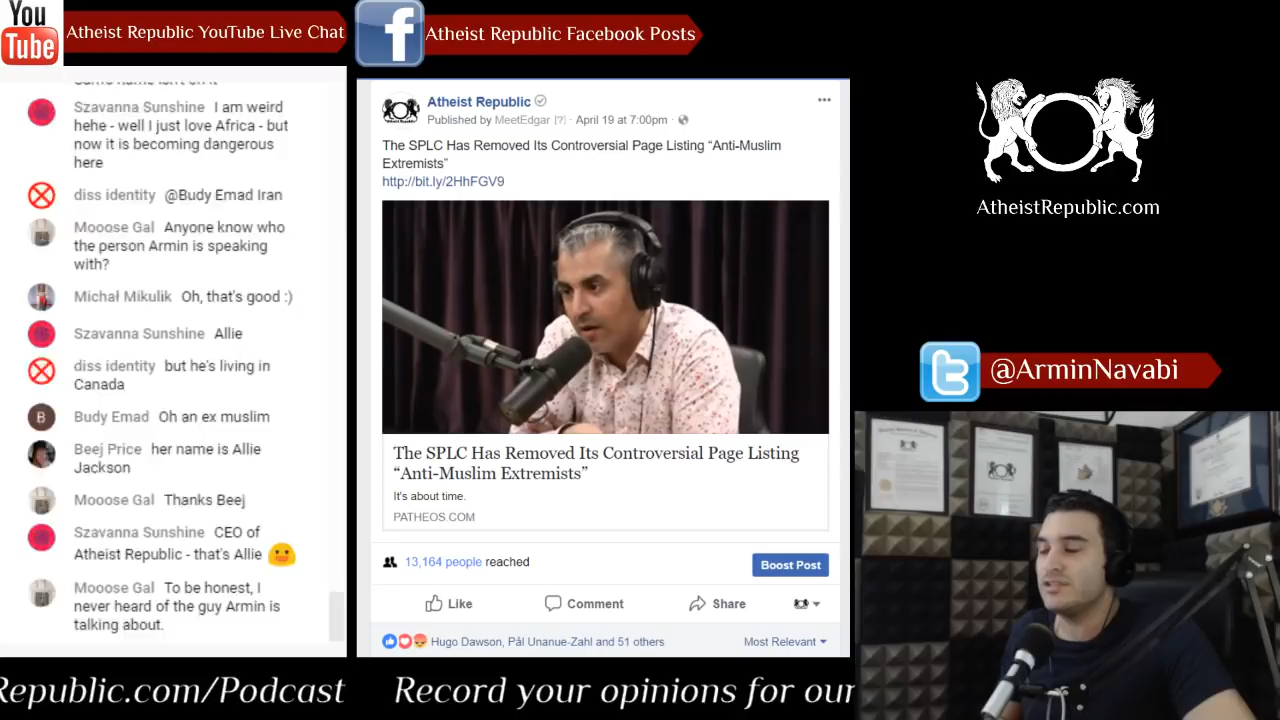 You
Tube
Atheist Republic YouTube Live Chat
Atheist Republic Facebook Posts
Szavanna Sunshine I am weird
hehe - well I just love Africa - but
now it is becoming dangerous
here
diss identity @Budy Emad Iran
Mooose Gal Anyone know who
the person Armin is speaking
with?
Michał Mikulik Oh, that's good :)
Szavanna Sunshine Allie
diss identity but he's living in
Canada
B Budy Emad Oh an ex muslim
Beej Price her name is Allie
Jackson
Mooose Gal Thanks Beej
Szavanna Sunshine CEO of
Atheist Republic - that's Allie
Mooose Gal To be honest, I
never heard of the guy Armin is
talking about.
Atheist Republic
Published by MeetEdgar [?] · April 19 at 7:00pm ·
The SPLC Has Removed Its Controversial Page Listing “Anti-Muslim
Extremists”
http://bit.ly/2HhFGV9
The SPLC Has Removed Its Controversial Page Listing
“Anti-Muslim Extremists”
It's about time.
PATHEOS.COM
13,164 people reached
Boost Post
Like
Comment
Share
Hugo Dawson, Pål Unanue-Zahl and 51 others
Most Relevant
AtheistRepublic.com
@ArminNavabi
Republic.com/Podcast
Record your opinions for our